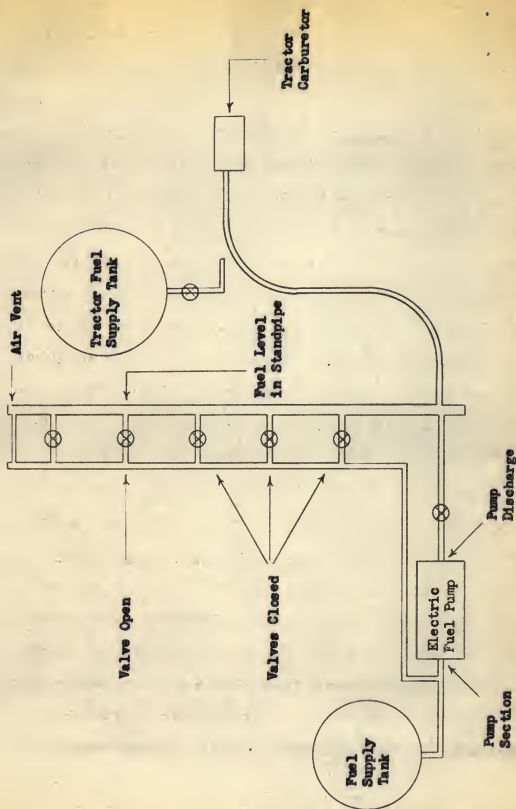 Air Vent
Tractor Fuel
Supply Tank
Tractor
Carburetor
Fuel Level
in Standpipe
Valve Open
Valves Closed
Fuel
Supply
Tank
Electric
Fuel Pump
Pump
Section
Pump
Discharge